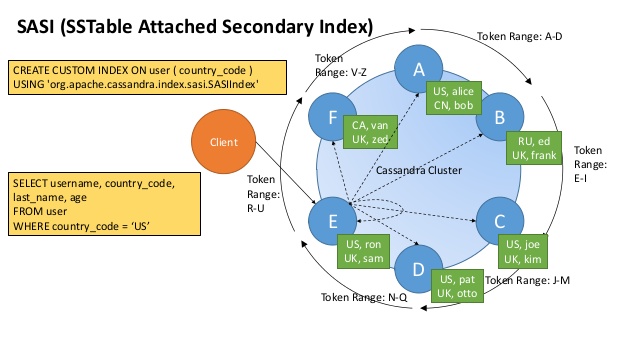 SASI (SSTable Attached Secondary Index)
CREATE CUSTOM INDEX ON user ( country_code )
USING 'org.apache.cassandra.index.sasi.SASIIndex'
Token
Range: V-Z
Token Range: A-D
A
US, alice
CN, bob
F
CA, van
UK, zed
B
RU, ed
UK, frank
Client
Cassandra Cluster
Token
Range:
E-I
SELECT username, country_code,
last_name, age
FROM user
WHERE country_code = ‘US’
Token
Range:
R-U
E
US, ron
UK, sam
C
US, joe
UK, kim
D
US, pat
UK, otto
Token Range: J-M
Token Range: N-Q